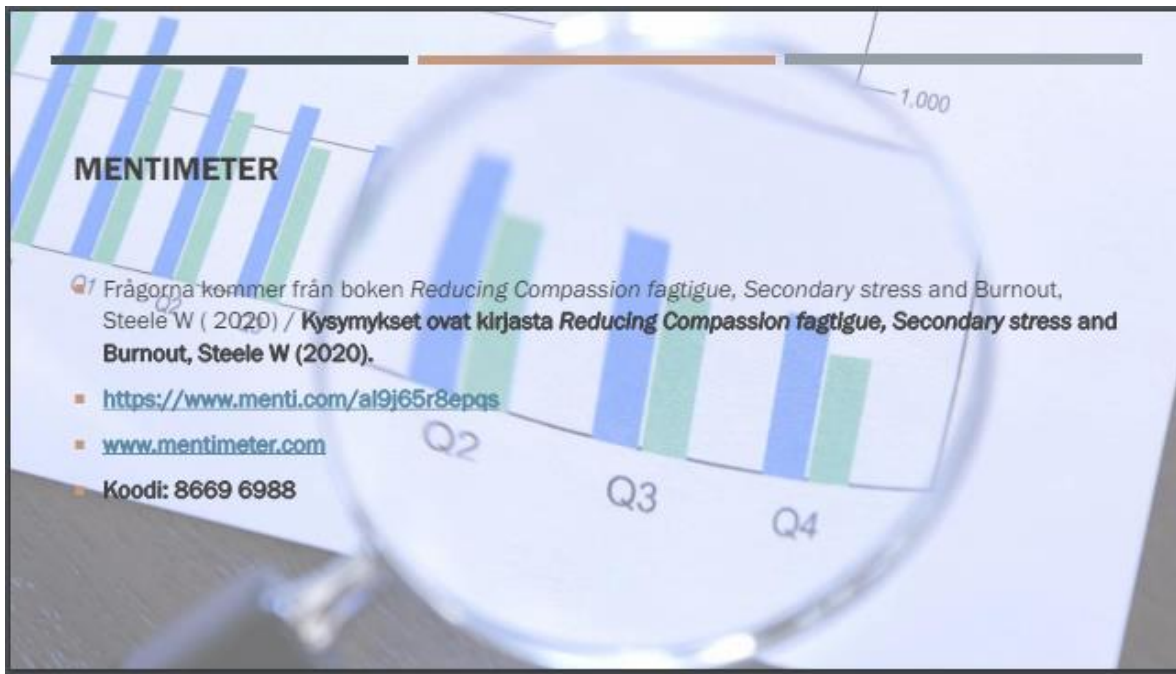 1.000
MENTIMETER
Frågorna kommer från boken Reducing Compassion fagtigue, Secondary stress and Burnout,
Steele W ( 2020) / Kysymykset ovat kirjasta Reducing Compassion fagtigue, Secondary stress and
Burnout, Steele W (2020).
https://www.menti.com/al9j65r8epqs
www.mentimeter.com
Koodi: 8669 6988
Q1
Q2
Q2
Q3
Q4